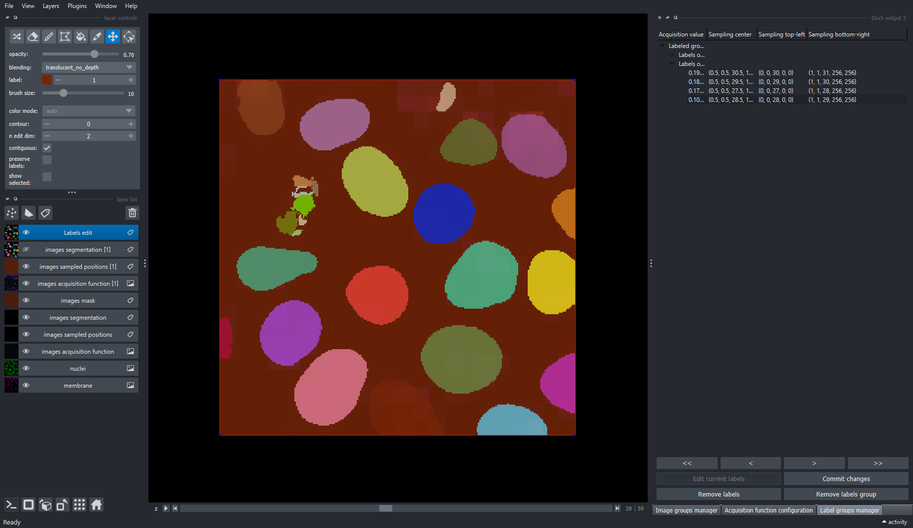 File View Layers Plugins Window Help
layer controls
opacity: 0.70
blending: translucent_no_depth
label: 1
brush size: 10
color mode: auto
contour: 0
n edit dim: 2
contiguous:
preserve
labels:
show
selected:
layer list
Labels edit
images segmentation [1]
images sampled positions [1]
images acquisition function [1]
images mask
images segmentation
images sampled positions
images acquisition function
nuclei
membrane
Ready
z 28 59
Dock widget 1
Acquisition value Sampling center Sampling top-left Sampling bottom-right
Labeled gro...
Labels o...
Labels o...
0.19... (0.5, 0.5, 30.5, 1... (0, 0, 30, 0, 0) (1, 1, 31, 256, 256)
0.18... (0.5, 0.5, 29.5, 1... (0, 0, 29, 0, 0) (1, 1, 30, 256, 256)
0.17... (0.5, 0.5, 27.5, 1... (0, 0, 27, 0, 0) (1, 1, 28, 256, 256)
0.10... (0.5, 0.5, 28.5, 1... (0, 0, 28, 0, 0) (1, 1, 29, 256, 256)
<< < > >>
Edit current labels Commit changes
Remove labels Remove labels group
Image groups manager Acquisition function configuration Label groups manager
activity